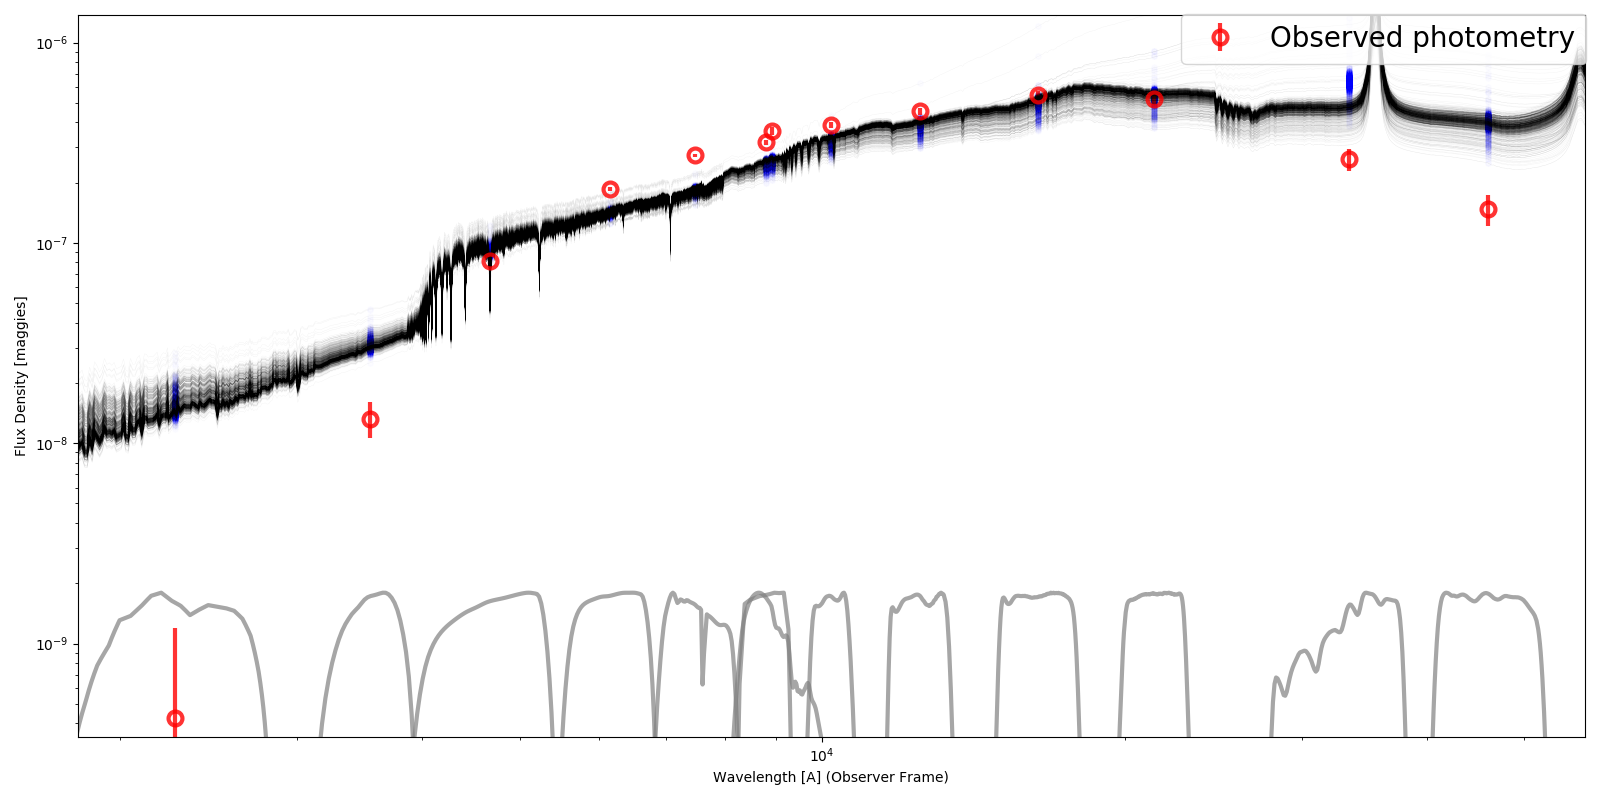 Observed photometry
10⁻⁶
10⁻⁷
10⁻⁸
10⁻⁹
Flux Density [maggies]
10⁴
Wavelength [A] (Observer Frame)